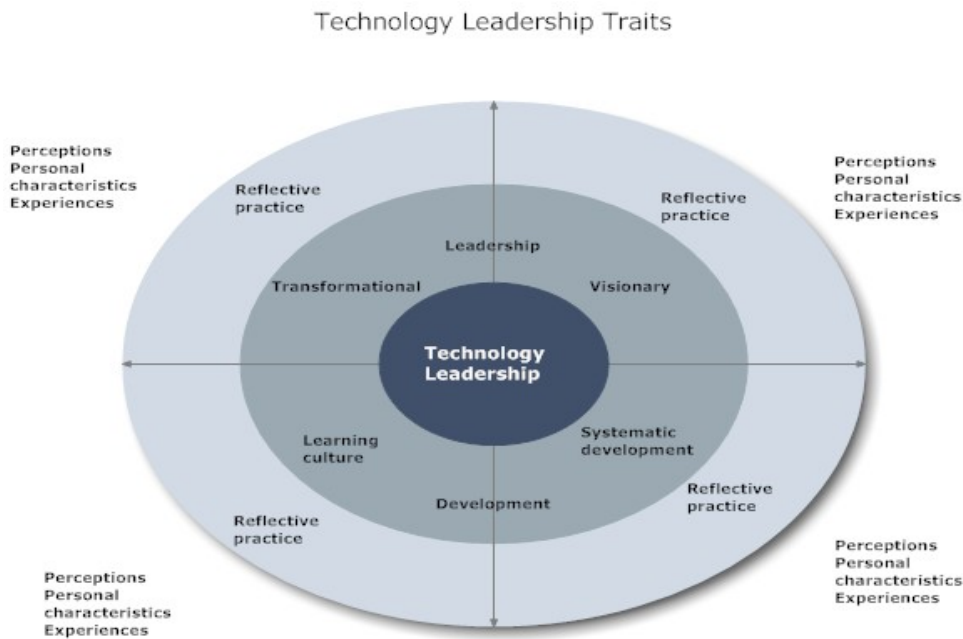 Technology Leadership Traits
Perceptions
Personal
characteristics
Experiences
Perceptions
Personal
characteristics
Experiences
Reflective
practice
Reflective
practice
Leadership
Transformational
Visionary
Technology
Leadership
Learning
culture
Systematic
development
Development
Reflective
practice
Reflective
practice
Perceptions
Personal
characteristics
Experiences
Perceptions
Personal
characteristics
Experiences